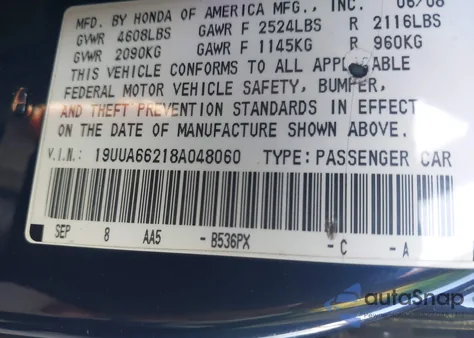 MFD. BY HONDA OF AMERICA MFG., INC. 06/08
GVWR 4608LBS GAWR F 2524LBS R 2116LBS
GVWR 2090KG GAWR F 1145KG R 960KG
THIS VEHICLE CONFORMS TO ALL APPLICABLE
FEDERAL MOTOR VEHICLE SAFETY, BUMPER,
AND THEFT PREVENTION STANDARDS IN EFFECT
ON THE DATE OF MANUFACTURE SHOWN ABOVE.
V.I.N.: 19UUA66218A048060 TYPE: PASSENGER CAR
SEP 8 AA5 - B536PX -C -A
autoSnap